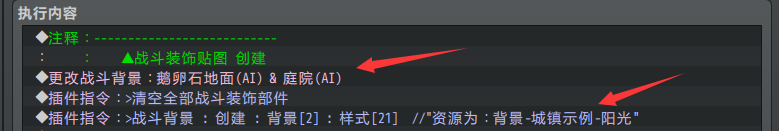 执行内容
◆注释：---------------------------
：　　：　　▲战斗装饰贴图 创建
◆更改战斗背景：鹅卵石地面(AI) & 庭院(AI)
◆插件指令：>清空全部战斗装饰部件
◆插件指令：>战斗背景 : 创建 : 背景[2] : 样式[21]　//"资源为：背景-城镇示例-阳光"